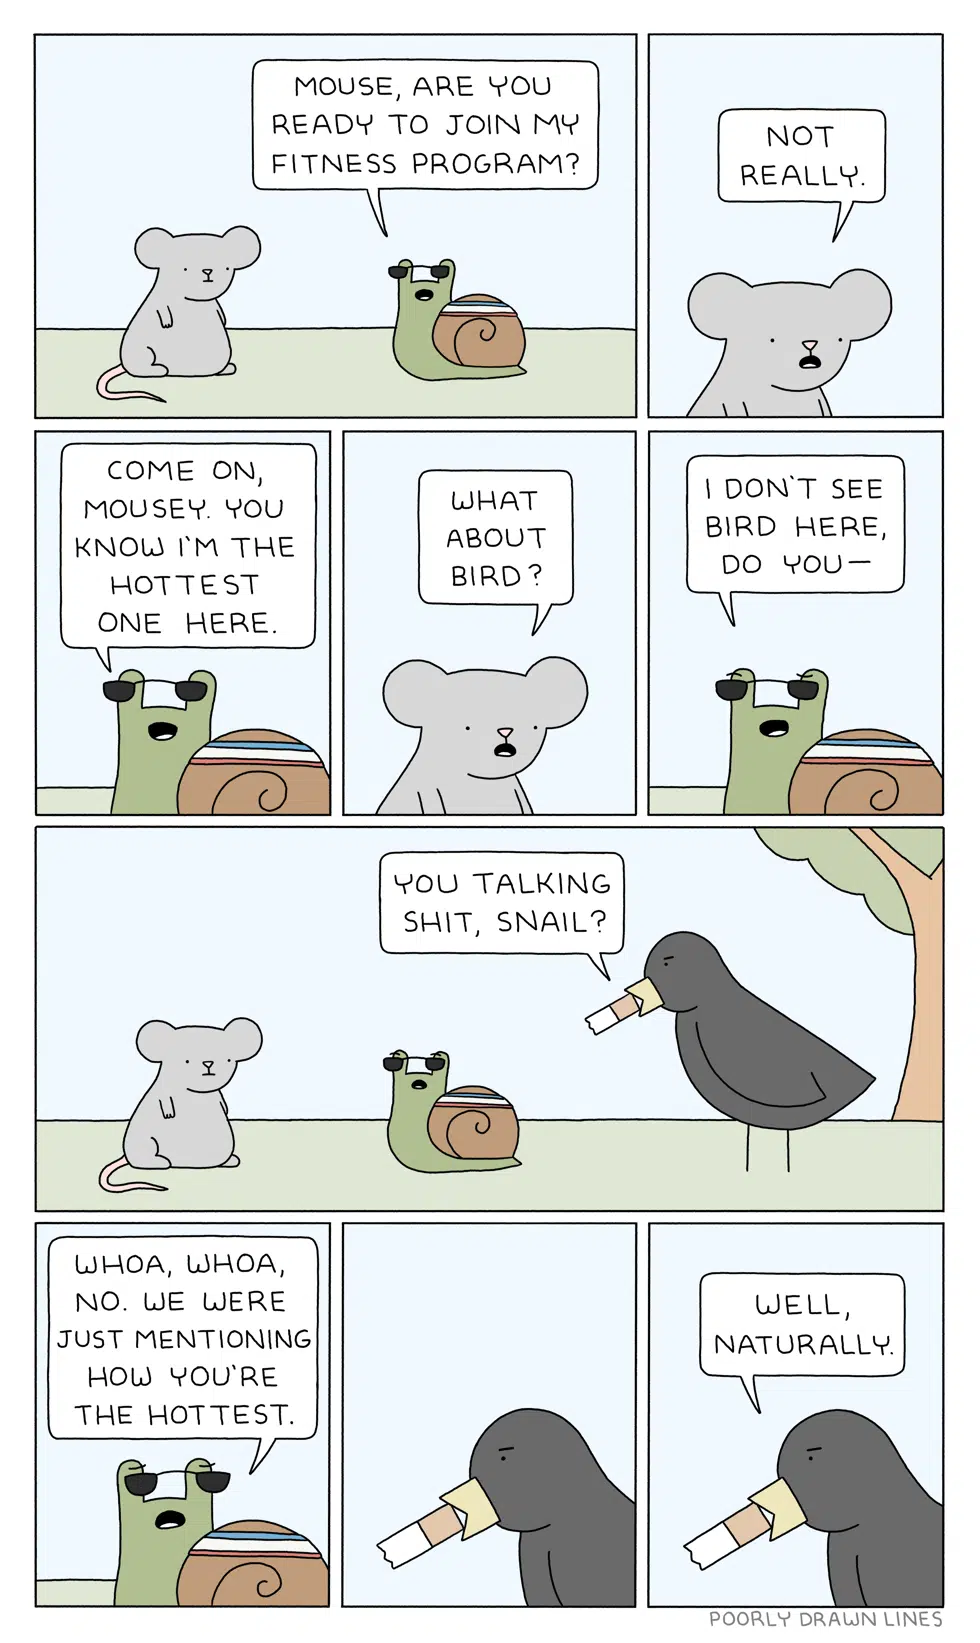 MOUSE, ARE YOU
READY TO JOIN MY
FITNESS PROGRAM?
NOT
REALLY.
COME ON,
MOUSEY. YOU
KNOW I'M THE
HOTTEST
ONE HERE.
WHAT
ABOUT
BIRD?
I DON'T SEE
BIRD HERE,
DO YOU—
YOU TALKING
SHIT, SNAIL?
WHOA, WHOA,
NO. WE WERE
JUST MENTIONING
HOW YOU'RE
THE HOTTEST.
WELL,
NATURALLY.
POORLY DRAWN LINES